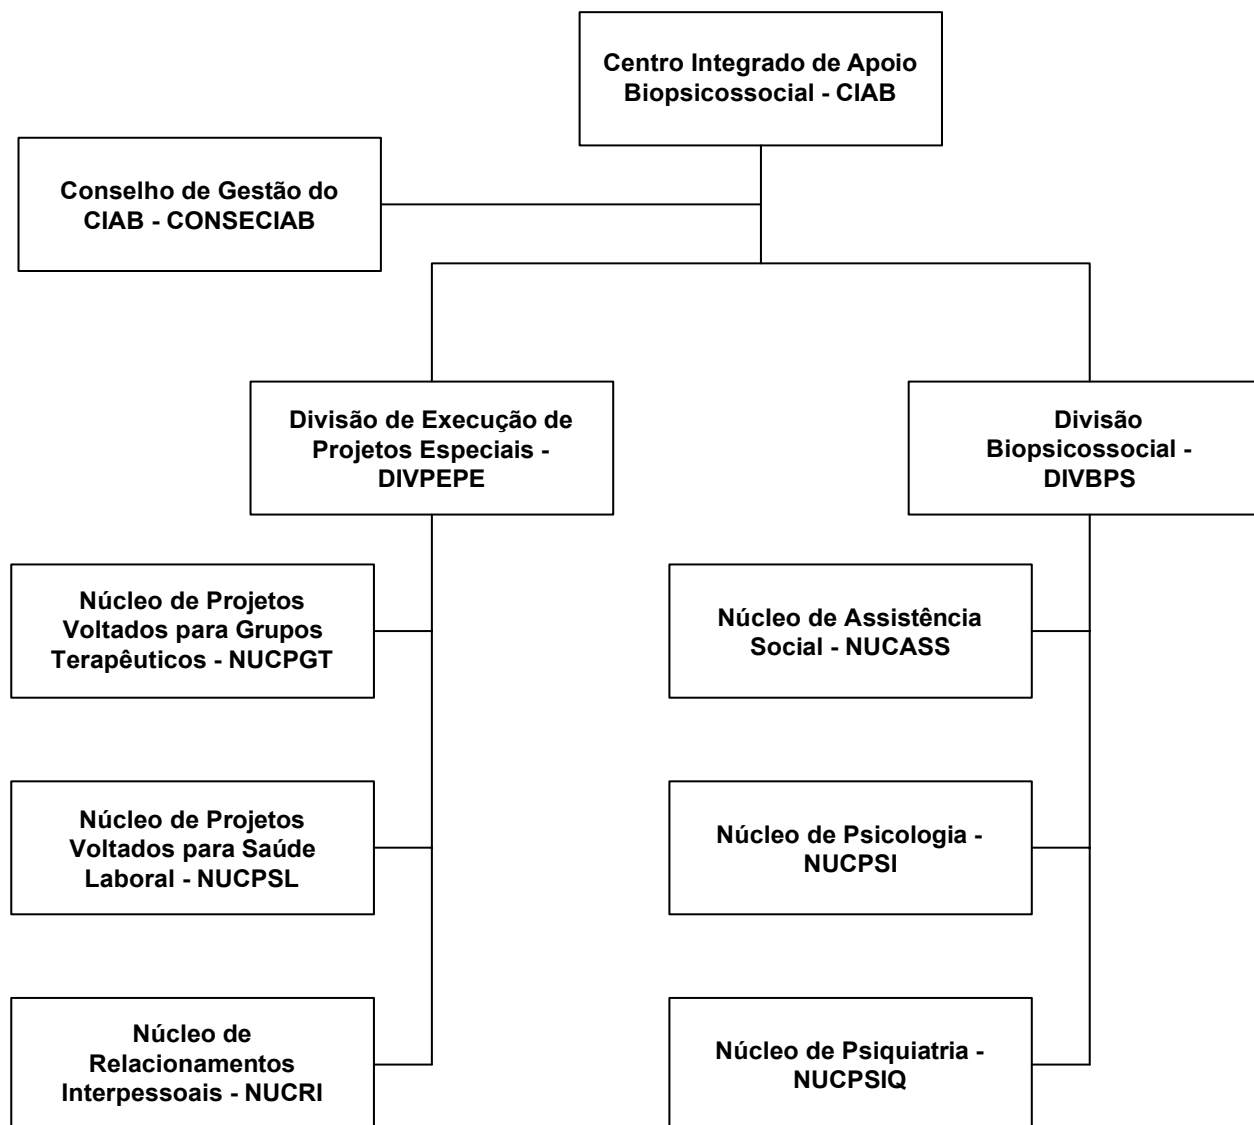 Centro Integrado de Apoio
Biopsicossocial - CIAB
Conselho de Gestão do
CIAB - CONSECIAB
Divisão de Execução de
Projetos Especiais -
DIVPEPE
Divisão
Biopsicossocial -
DIVBPS
Núcleo de Projetos
Voltados para Grupos
Terapêuticos - NUCPGT
Núcleo de Assistência
Social - NUCASS
Núcleo de Projetos
Voltados para Saúde
Laboral - NUCPSL
Núcleo de Psicologia -
NUCPSI
Núcleo de
Relacionamentos
Interpessoais - NUCRI
Núcleo de Psiquiatria -
NUCPSIQ